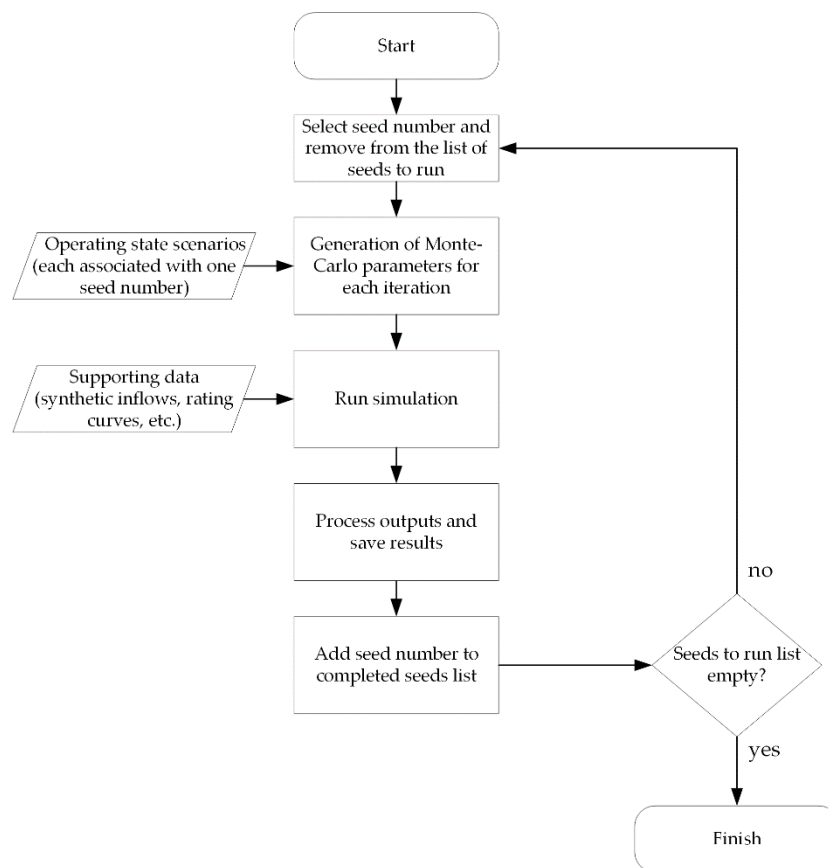 Start
Select seed number and
remove from the list of
seeds to run
Operating state scenarios
(each associated with one
seed number)
Generation of Monte-
Carlo parameters for
each iteration
Supporting data
(synthetic inflows, rating
curves, etc.)
Run simulation
Process outputs and
save results
Add seed number to
completed seeds list
Seeds to run list
empty?
no
yes
Finish